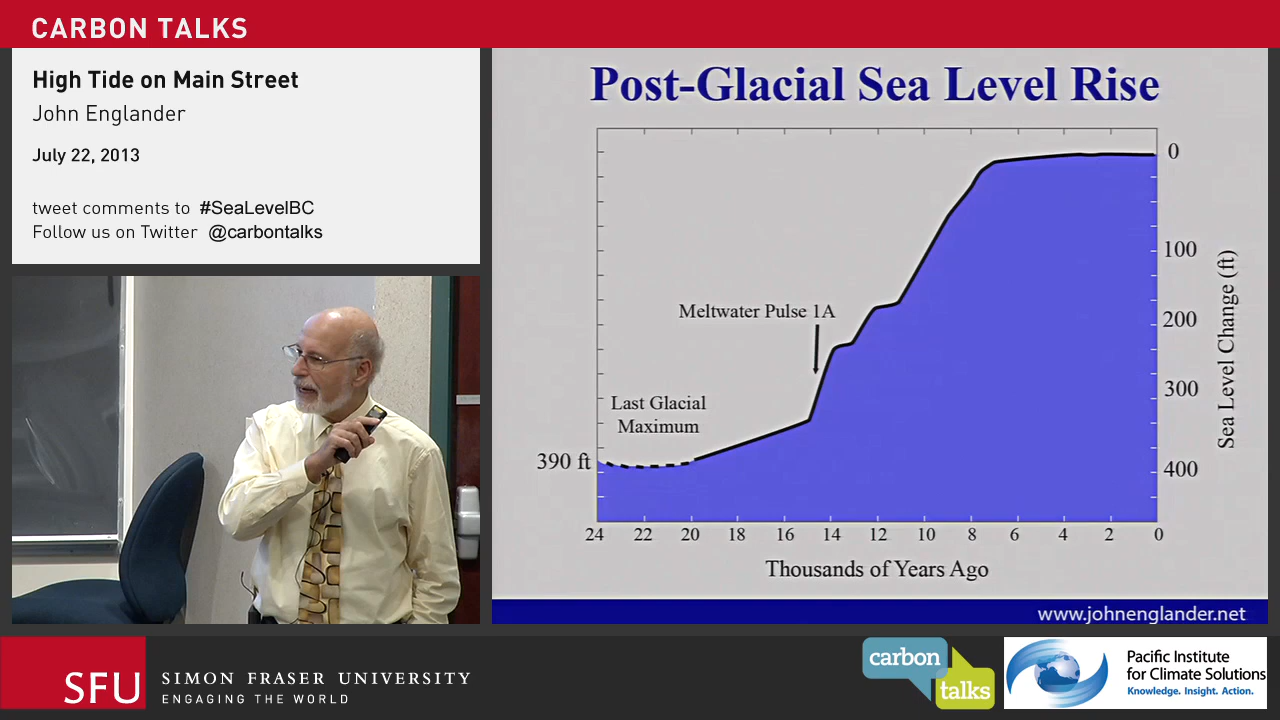 CARBON TALKS
High Tide on Main Street
John Englander
July 22, 2013
tweet comments to #SeaLevelBC
Follow us on Twitter @carbontalks
Post-Glacial Sea Level Rise
0
100
200
300
400
Sea Level Change (ft)
Meltwater Pulse 1A
Last Glacial
Maximum
390 ft
24 22 20 18 16 14 12 10 8 6 4 2 0
Thousands of Years Ago
www.johnenglander.net
SFU
SIMON FRASER UNIVERSITY
ENGAGING THE WORLD
carbon
talks
Pacific Institute
for Climate Solutions
Knowledge. Insight. Action.